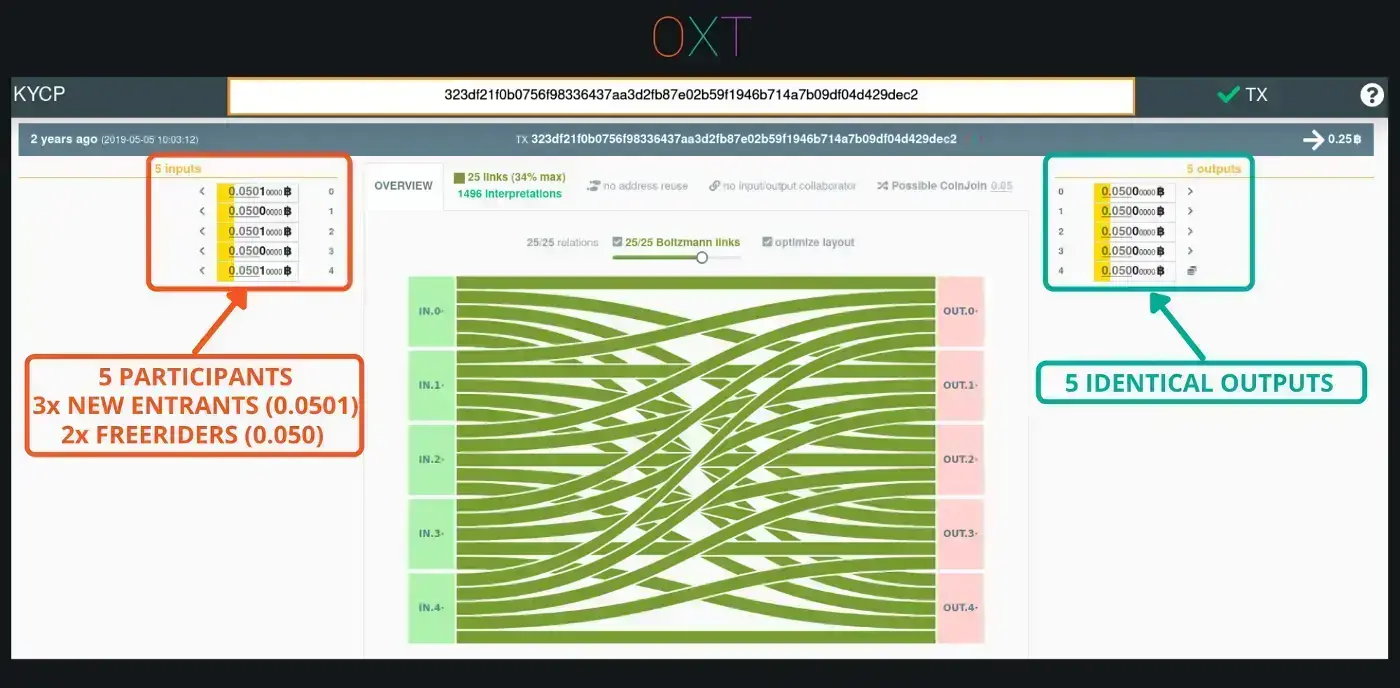 OXT
KYCP
323df21f0b0756f98336437aa3d2fb87e02b59f1946b714a7b09df04d429dec2
TX
?
2 years ago (2019-05-05 10:03:12)
TX 323df21f0b0756f98336437aa3d2fb87e02b59f1946b714a7b09df04d429dec2
0.25฿
5 inputs
0.05010000 ฿ 0
0.05000000 ฿ 1
0.05010000 ฿ 2
0.05000000 ฿ 3
0.05010000 ฿ 4
OVERVIEW
25 links (34% max)
1496 interpretations
no address reuse
no input/output collaborator
Possible CoinJoin 0.05
5 outputs
0 0.05000000 ฿
1 0.05000000 ฿
2 0.05000000 ฿
3 0.05000000 ฿
4 0.05000000 ฿
25/25 relations
25/25 Boltzmann links
optimize layout
IN.0
IN.1
IN.2
IN.3
IN.4
OUT.0
OUT.1
OUT.2
OUT.3
OUT.4
5 PARTICIPANTS
3x NEW ENTRANTS (0.0501)
2x FREERIDERS (0.050)
5 IDENTICAL OUTPUTS